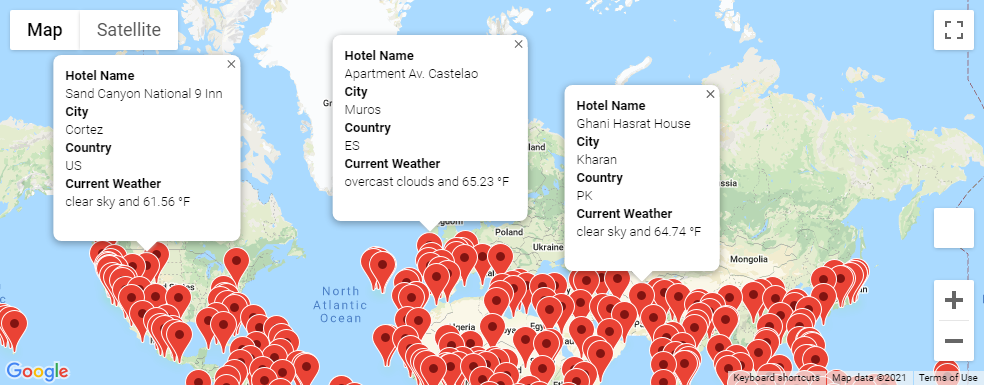 Map
Satellite
Hotel Name
Sand Canyon National 9 Inn
City
Cortez
Country
US
Current Weather
clear sky and 61.56 °F
Hotel Name
Apartment Av. Castelao
City
Muros
Country
ES
Current Weather
overcast clouds and 65.23 °F
Hotel Name
Ghani Hasrat House
City
Kharan
Country
PK
Current Weather
clear sky and 64.74 °F
Poland
Ukraine
Mongolia
North
Atlantic
Ocean
Google
Keyboard shortcuts
Map data ©2021
Terms of Use